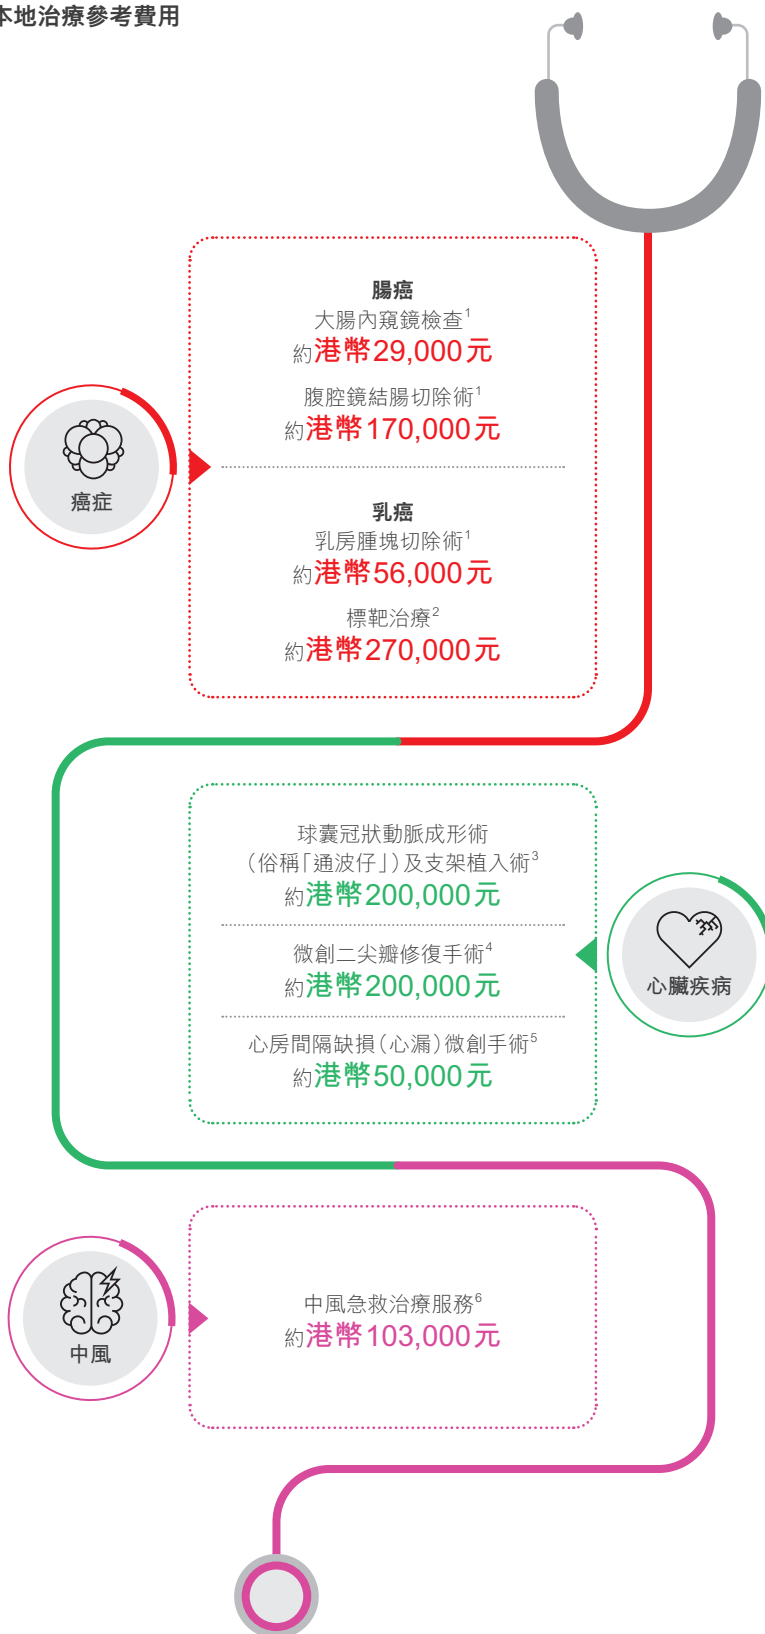 本地治療參考費用
腸癌
大腸內窺鏡檢查1
約港幣29,000元
腹腔鏡結腸切除術1
約港幣170,000元
癌症
乳癌
乳房腫塊切除術1
約港幣56,000元
標靶治療2
約港幣270,000元
球囊冠狀動脈成形術
（俗稱「通波仔」）及支架植入術3
約港幣200,000元
微創二尖瓣修復手術4
約港幣200,000元
心臟疾病
心房間隔缺損（心漏）微創手術5
約港幣50,000元
中風急救治療服務6
約港幣103,000元
中風